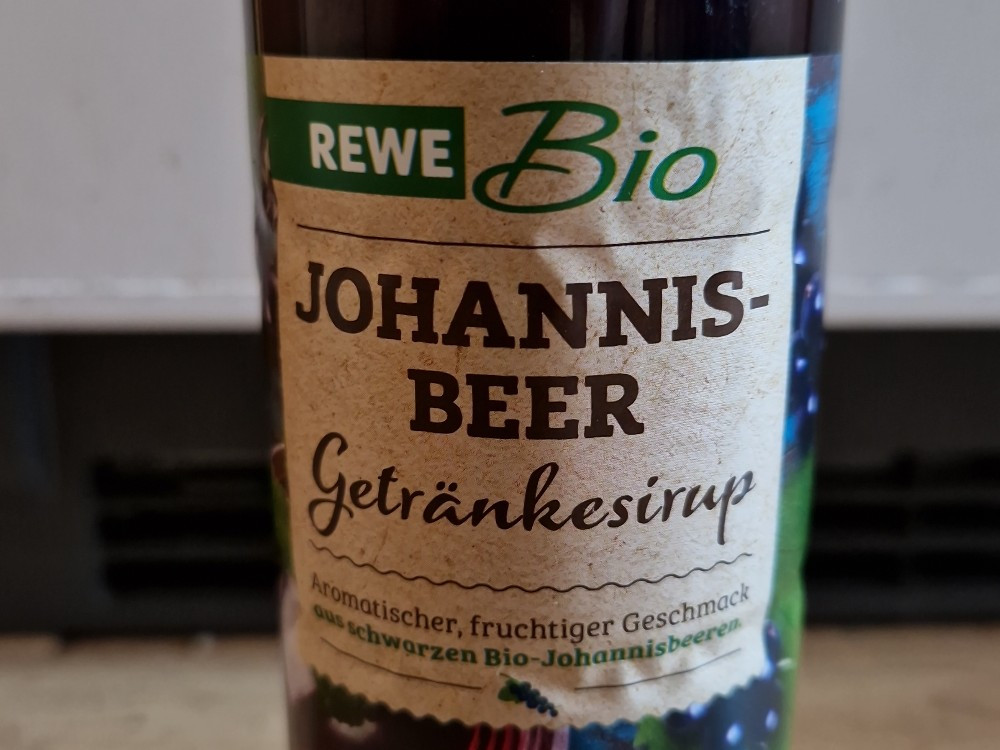 REWE Bio
JOHANNIS-
BEER
Getränkesirup
Aromatischer, fruchtiger Geschmack
aus schwarzen Bio-Johannisbeeren.